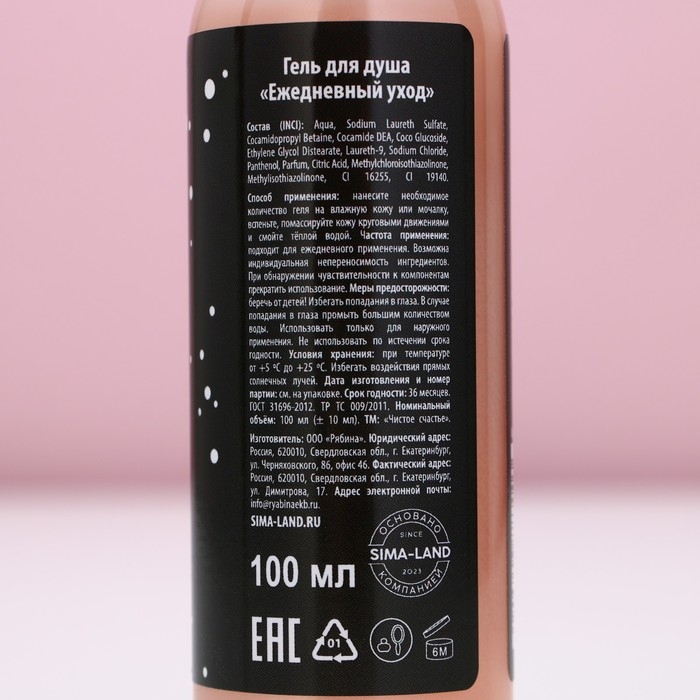 Гель для душа
«Ежедневный уход»
Состав (INCI): Aqua, Sodium Laureth Sulfate,
Cocamidopropyl Betaine, Cocamide DEA, Coco Glucoside,
Ethylene Glycol Distearate, Laureth-9, Sodium Chloride,
Panthenol, Parfum, Citric Acid, Methylchloroisothiazolinone,
Methylisothiazolinone, CI 16255, CI 19140.
Способ применения: нанесите необходимое
количество геля на влажную кожу или мочалку,
вспеньте, помассируйте кожу круговыми движениями
и смойте тёплой водой. Частота применения:
подходит для ежедневного применения. Возможна
индивидуальная непереносимость ингредиентов.
При обнаружении чувствительности к компонентам
прекратить использование. Меры предосторожности:
беречь от детей! Избегать попадания в глаза. В случае
попадания в глаза промыть большим количеством
воды. Использовать только для наружного
применения. Не использовать по истечении срока
годности. Условия хранения: при температуре
от +5 ºC до +25 ºC. Избегать воздействия прямых
солнечных лучей. Дата изготовления и номер
партии: см. на упаковке. Срок годности: 36 месяцев.
ГОСТ 31696-2012. ТР ТС 009/2011. Номинальный
объём: 100 мл (± 10 мл). ТМ: «Чистое счастье».
Изготовитель: ООО «Рябина». Юридический адрес:
Россия, 620010, Свердловская обл., г. Екатеринбург,
ул. Черняховского, 86, офис 46. Фактический адрес:
Россия, 620010, Свердловская обл., г. Екатеринбург,
ул. Димитрова, 17. Адрес электронной почты:
info@ryabinaekb.ru.
SIMA-LAND.RU
ОСНОВАНО
SINCE
SIMA-LAND
2023
КОМПАНИЕЙ
100 мл
EAC
01
6M